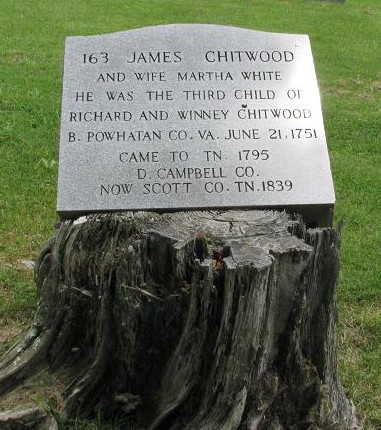 163 JAMES CHITWOOD
AND WIFE MARTHA WHITE
HE WAS THE THIRD CHILD OF
RICHARD AND WINNEY CHITWOOD
B. POWHATAN CO. VA. JUNE 21, 1751
CAME TO TN. 1795
D. CAMPBELL CO.
NOW SCOTT CO. TN. 1839